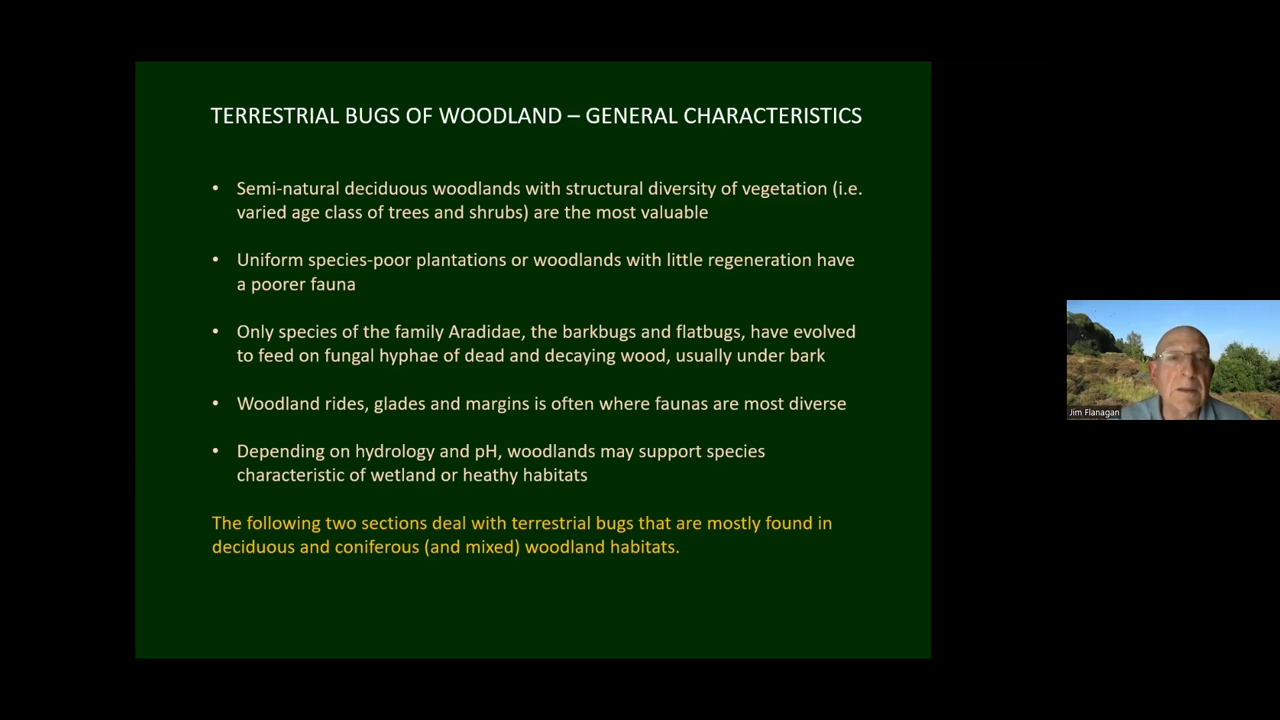 TERRESTRIAL BUGS OF WOODLAND – GENERAL CHARACTERISTICS
• Semi-natural deciduous woodlands with structural diversity of vegetation (i.e.
varied age class of trees and shrubs) are the most valuable
• Uniform species-poor plantations or woodlands with little regeneration have
a poorer fauna
• Only species of the family Aradidae, the barkbugs and flatbugs, have evolved
to feed on fungal hyphae of dead and decaying wood, usually under bark
• Woodland rides, glades and margins is often where faunas are most diverse
• Depending on hydrology and pH, woodlands may support species
characteristic of wetland or heathy habitats
The following two sections deal with terrestrial bugs that are mostly found in
deciduous and coniferous (and mixed) woodland habitats.
Jim Flanagan